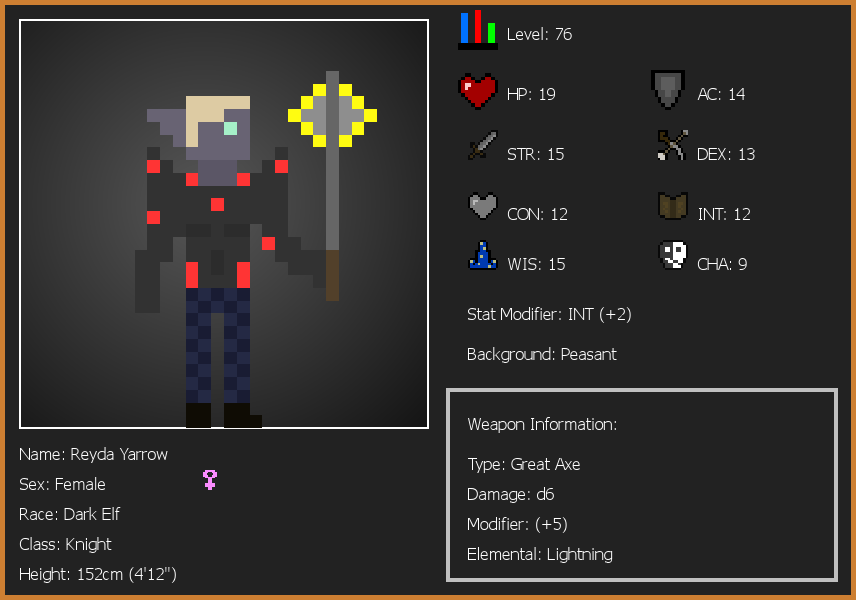 Level: 76
HP: 19
AC: 14
STR: 15
DEX: 13
CON: 12
INT: 12
WIS: 15
CHA: 9
Stat Modifier: INT (+2)
Background: Peasant
Weapon Information:
Type: Great Axe
Damage: d6
Modifier: (+5)
Elemental: Lightning
Name: Reyda Yarrow
Sex: Female
Race: Dark Elf
Class: Knight
Height: 152cm (4'12")